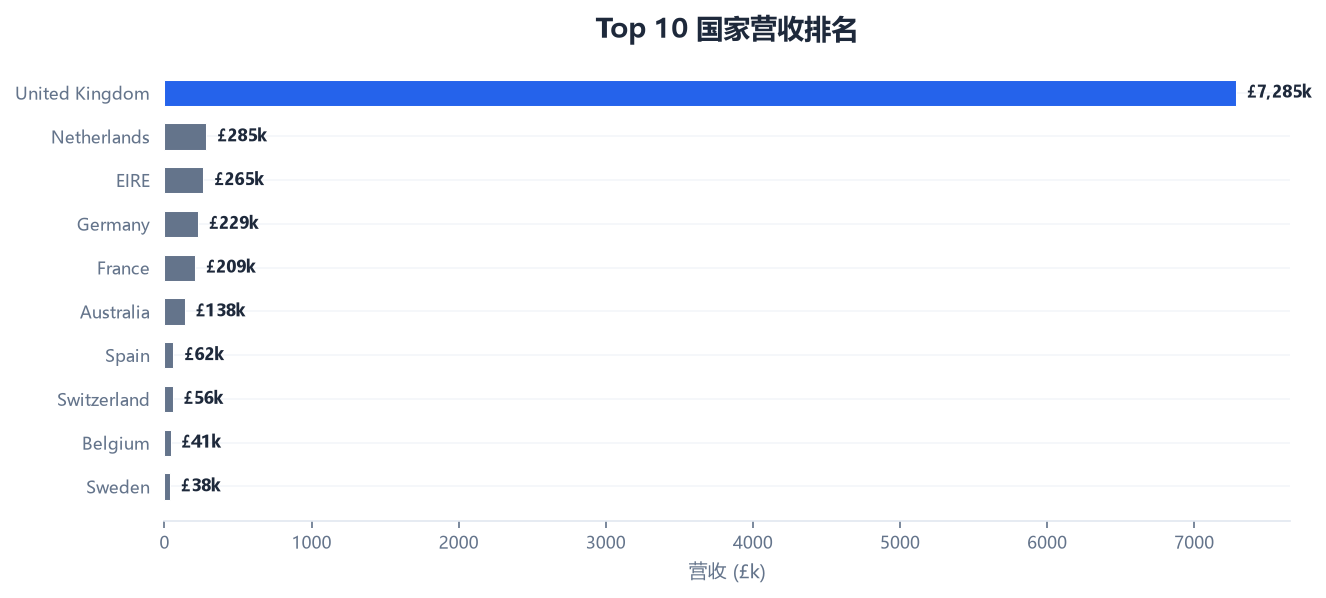 Top 10 国家营收排名
United Kingdom £7,285k
Netherlands £285k
EIRE £265k
Germany £229k
France £209k
Australia £138k
Spain £62k
Switzerland £56k
Belgium £41k
Sweden £38k
0 1000 2000 3000 4000 5000 6000 7000
营收 (£k)